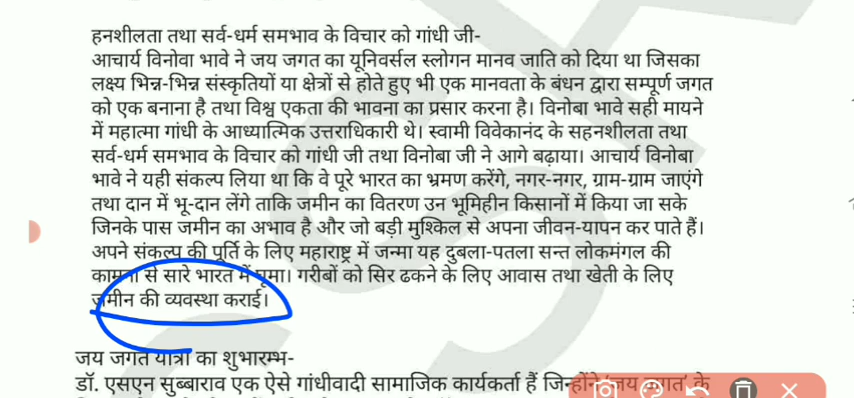 हनशीलता तथा सर्व-धर्म समभाव के विचार को गांधी जी-
आचार्य विनोवा भावे ने जय जगत का यूनिवर्सल स्लोगन मानव जाति को दिया था जिसका
लक्ष्य भिन्न-भिन्न संस्कृतियों या क्षेत्रों से होते हुए भी एक मानवता के बंधन द्वारा सम्पूर्ण जगत
को एक बनाना है तथा विश्व एकता की भावना का प्रसार करना है। विनोबा भावे सही मायने
में महात्मा गांधी के आध्यात्मिक उत्तराधिकारी थे। स्वामी विवेकानंद के सहनशीलता तथा
सर्व-धर्म समभाव के विचार को गांधी जी तथा विनोबा जी ने आगे बढ़ाया। आचार्य विनोबा
भावे ने यही संकल्प लिया था कि वे पूरे भारत का भ्रमण करेंगे, नगर-नगर, ग्राम-ग्राम जाएंगे
तथा दान में भू-दान लेंगे ताकि जमीन का वितरण उन भूमिहीन किसानों में किया जा सके
जिनके पास जमीन का अभाव है और जो बड़ी मुश्किल से अपना जीवन-यापन कर पाते हैं।
अपने संकल्प की पूर्ति के लिए महाराष्ट्र में जन्मा यह दुबला-पतला सन्त लोकमंगल की
कामना से सारे भारत में घूमा। गरीबों को सिर ढकने के लिए आवास तथा खेती के लिए
जमीन की व्यवस्था कराई।
जय जगत यात्रा का शुभारम्भ-
डॉ. एसएन सुब्बाराव एक ऐसे गांधीवादी सामाजिक कार्यकर्ता हैं जिन्होंने 'जय जगत' के